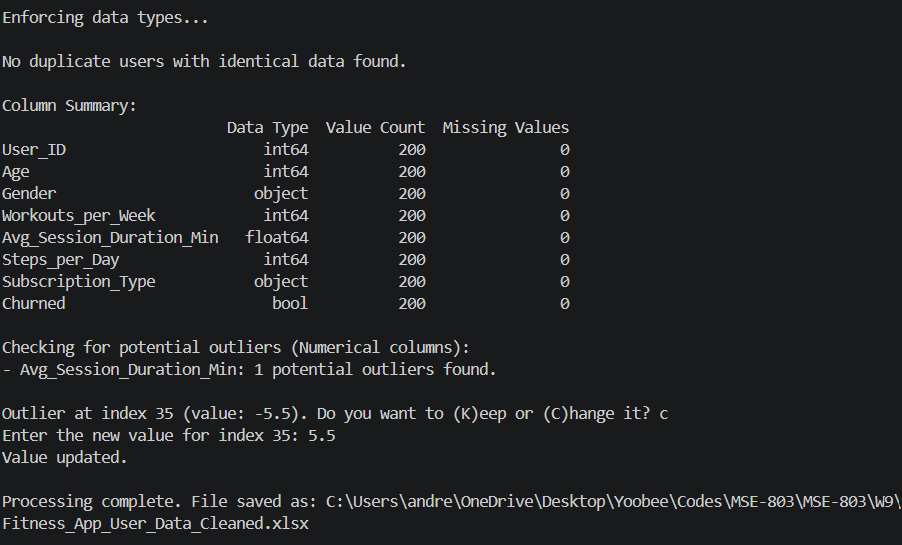 Enforcing data types...
No duplicate users with identical data found.
Column Summary:
Data Type  Value Count  Missing Values
User_ID  int64  200  0
Age  int64  200  0
Gender  object  200  0
Workouts_per_Week  int64  200  0
Avg_Session_Duration_Min  float64  200  0
Steps_per_Day  int64  200  0
Subscription_Type  object  200  0
Churned  bool  200  0
Checking for potential outliers (Numerical columns):
- Avg_Session_Duration_Min: 1 potential outliers found.
Outlier at index 35 (value: -5.5). Do you want to (K)eep or (C)hange it? c
Enter the new value for index 35: 5.5
Value updated.
Processing complete. File saved as: C:\Users\andre\OneDrive\Desktop\Yoobee\Codes\MSE-803\MSE-803\W9\
Fitness_App_User_Data_Cleaned.xlsx